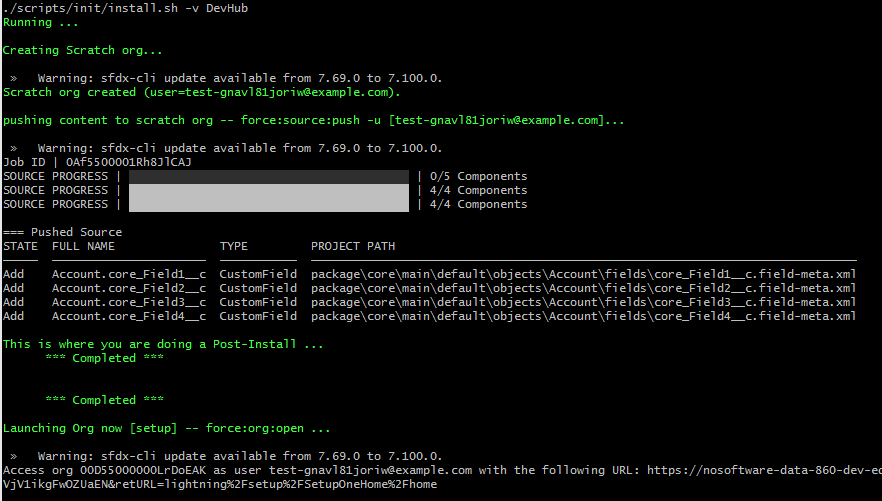 ./scripts/init/install.sh -v DevHub
Running ...
Creating Scratch org...
» Warning: sfdx-cli update available from 7.69.0 to 7.100.0.
Scratch org created (user=test-gnavl81joriw@example.com).
pushing content to scratch org -- force:source:push -u [test-gnavl81joriw@example.com]...
» Warning: sfdx-cli update available from 7.69.0 to 7.100.0.
Job ID | 0Af5500001Rh8JlCAJ
SOURCE PROGRESS | | 0/5 Components
SOURCE PROGRESS | | 4/4 Components
SOURCE PROGRESS | | 4/4 Components
=== Pushed Source
STATE FULL NAME TYPE PROJECT PATH
Add Account.core_Field1__c CustomField package\core\main\default\objects\Account\fields\core_Field1__c.field-meta.xml
Add Account.core_Field2__c CustomField package\core\main\default\objects\Account\fields\core_Field2__c.field-meta.xml
Add Account.core_Field3__c CustomField package\core\main\default\objects\Account\fields\core_Field3__c.field-meta.xml
Add Account.core_Field4__c CustomField package\core\main\default\objects\Account\fields\core_Field4__c.field-meta.xml
This is where you are doing a Post-Install ...
*** Completed ***
*** Completed ***
Launching Org now [setup] -- force:org:open ...
» Warning: sfdx-cli update available from 7.69.0 to 7.100.0.
Access org 00D55000000LrDoEAK as user test-gnavl81joriw@example.com with the following URL: https://nosoftware-data-860-dev-ed
VjV1ikgFwOZUaEN&retURL=lightning%2Fsetup%2FSetupOneHome%2Fhome